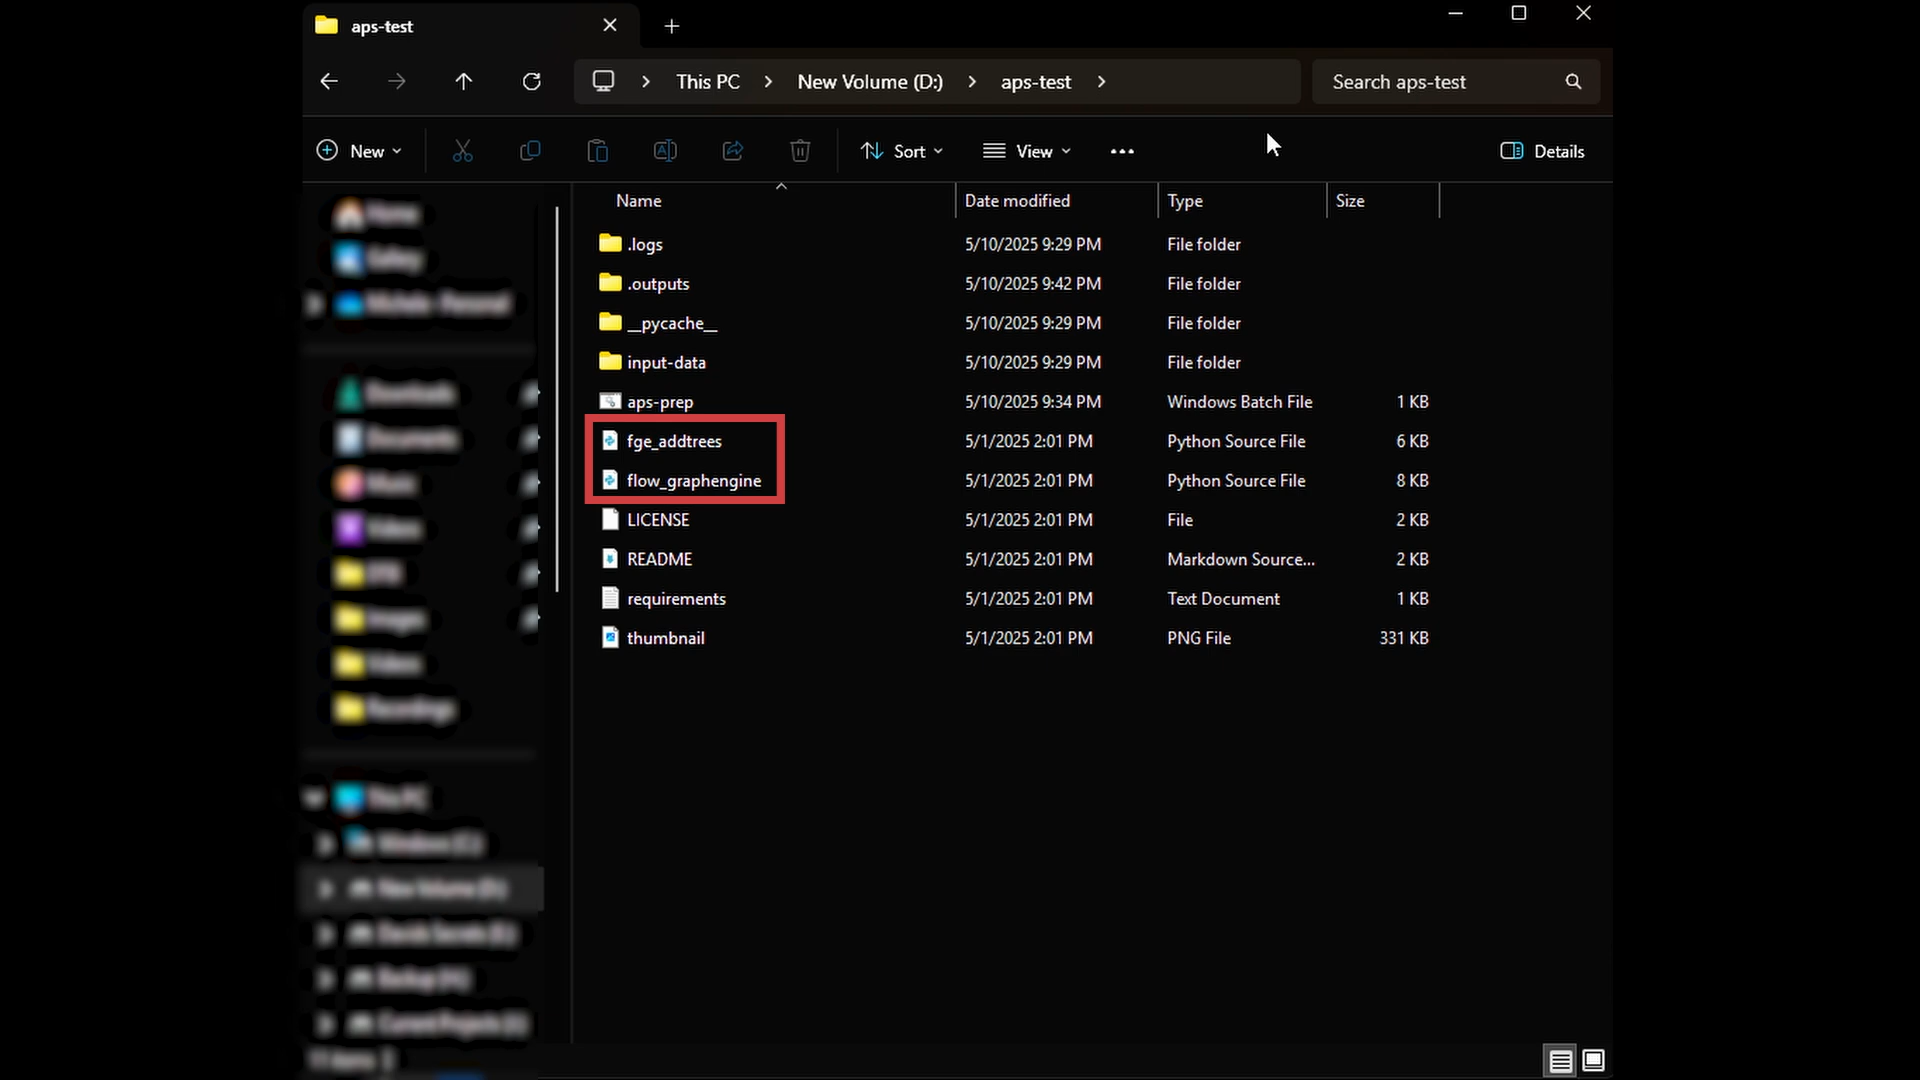 aps-test
This PC > New Volume (D:) > aps-test >
Search aps-test
New
Sort
View
Details
Name Date modified Type Size
.logs 5/10/2025 9:29 PM File folder
.outputs 5/10/2025 9:42 PM File folder
__pycache__ 5/10/2025 9:29 PM File folder
input-data 5/10/2025 9:29 PM File folder
aps-prep 5/10/2025 9:34 PM Windows Batch File 1 KB
fge_addtrees 5/1/2025 2:01 PM Python Source File 6 KB
flow_graphengine 5/1/2025 2:01 PM Python Source File 8 KB
LICENSE 5/1/2025 2:01 PM File 2 KB
README 5/1/2025 2:01 PM Markdown Source... 2 KB
requirements 5/1/2025 2:01 PM Text Document 1 KB
thumbnail 5/1/2025 2:01 PM PNG File 331 KB